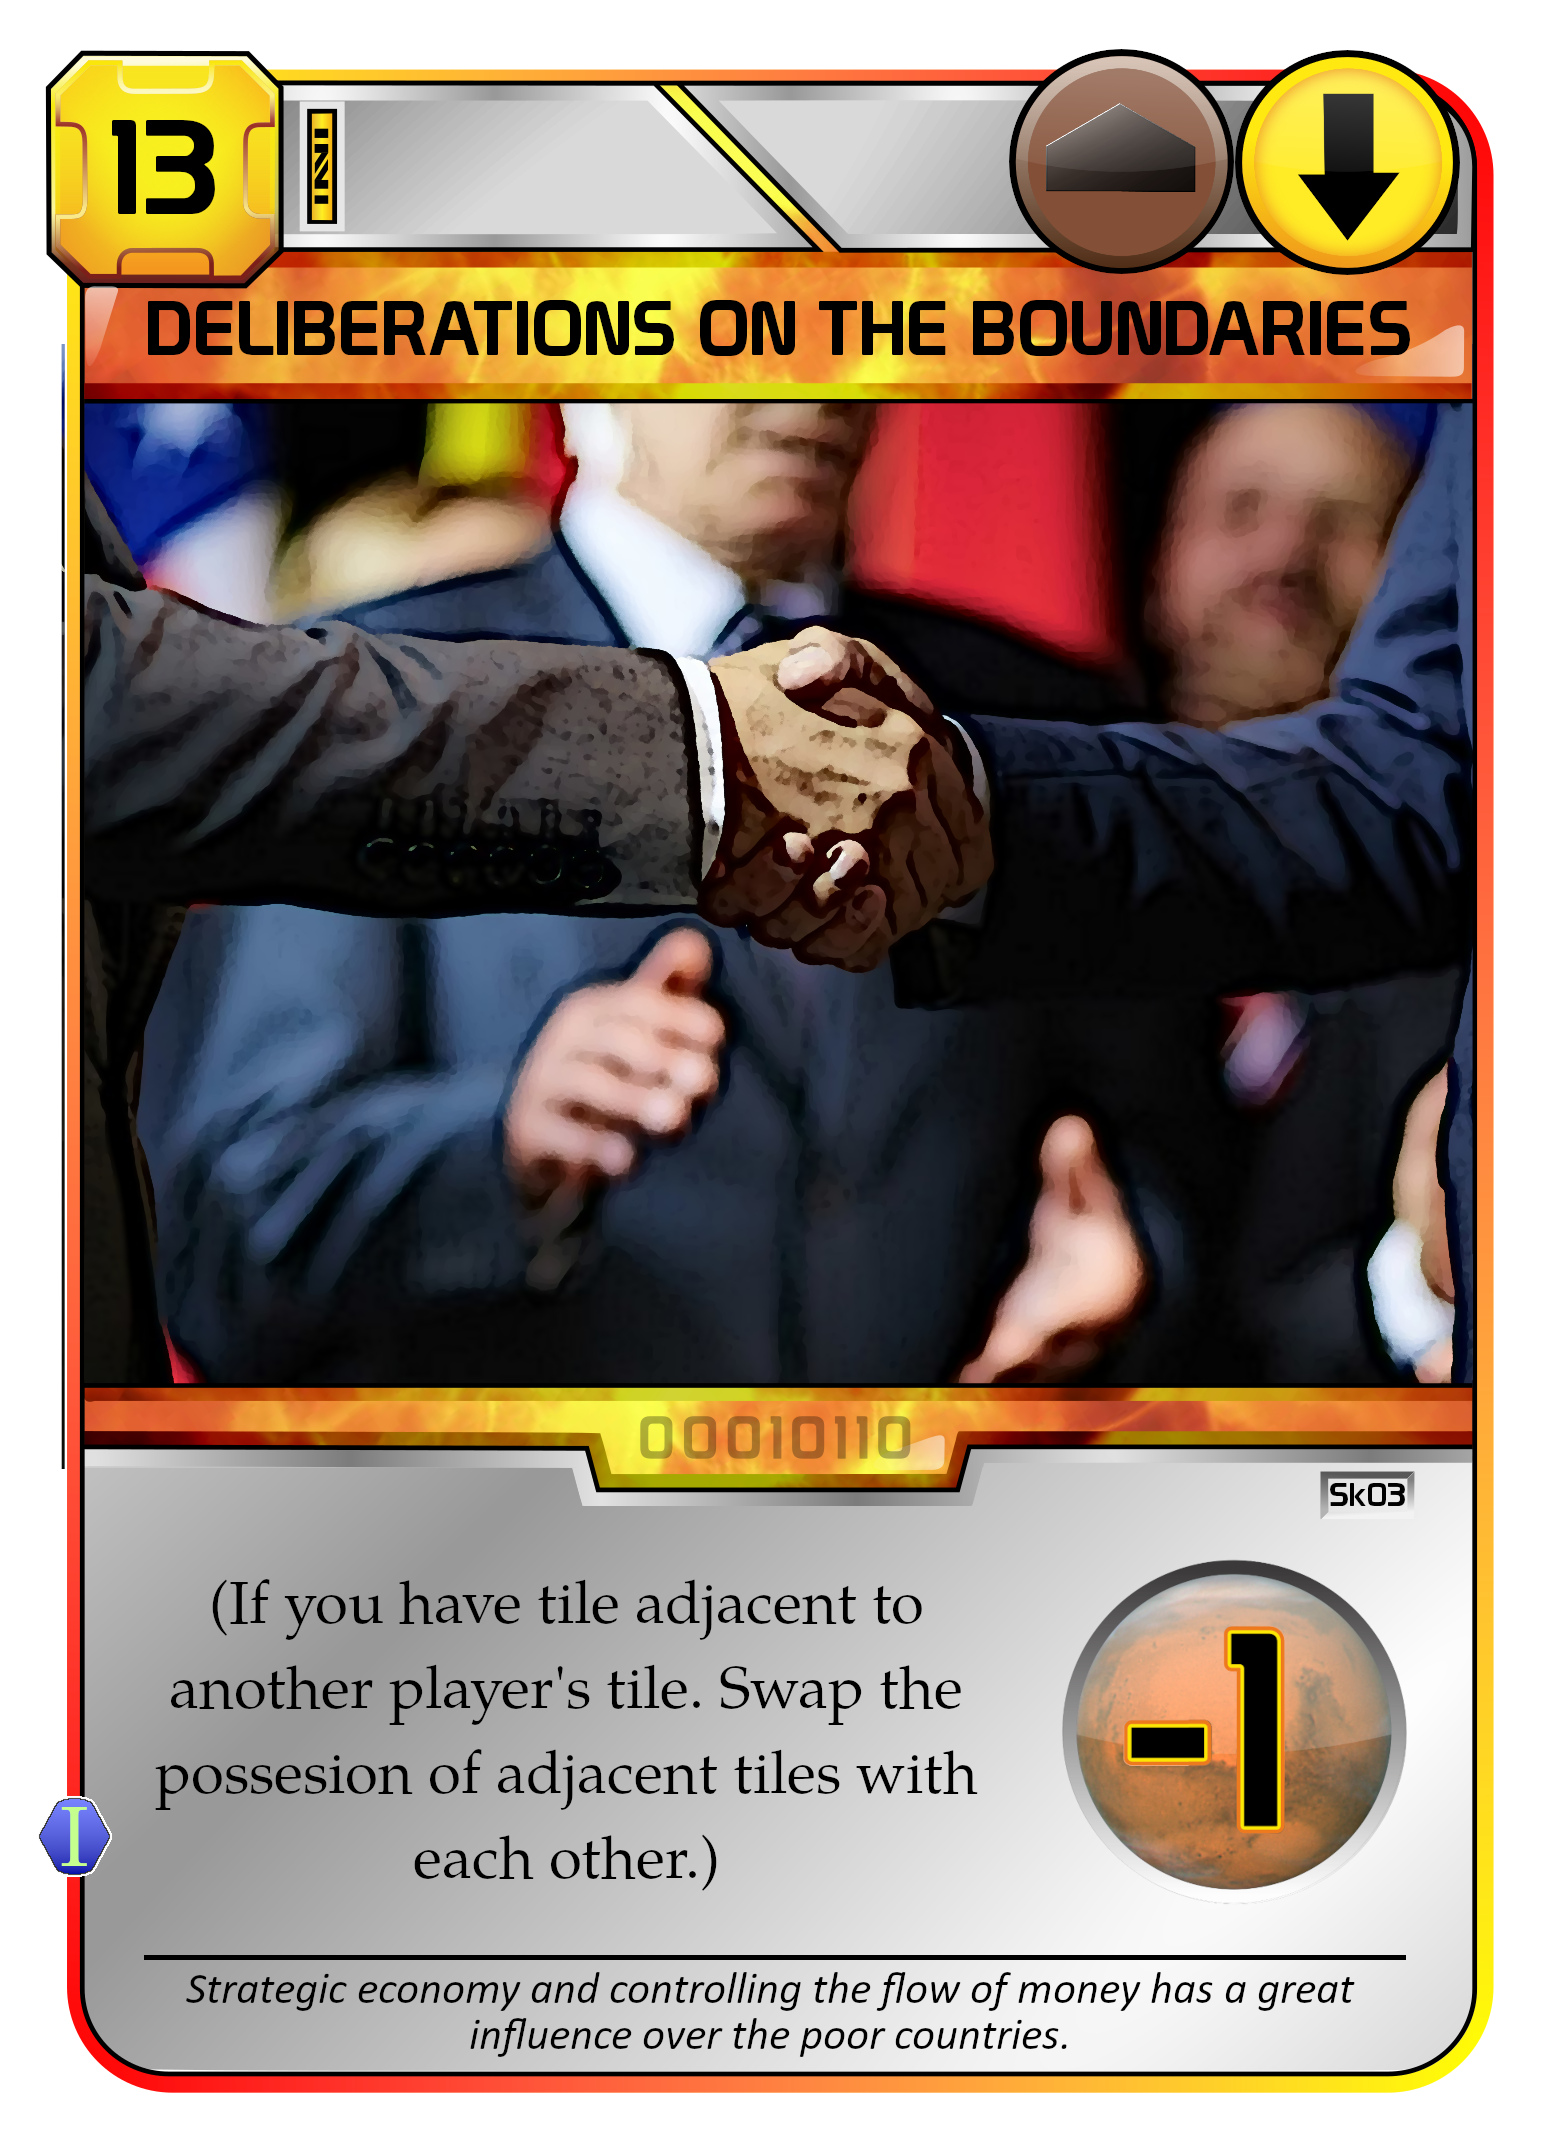 13
INI
DELIBERATIONS ON THE BOUNDARIES
00010110
Sk03
(If you have tile adjacent to
another player's tile. Swap the
possesion of adjacent tiles with
each other.)
-1
I
Strategic economy and controlling the flow of money has a great
influence over the poor countries.